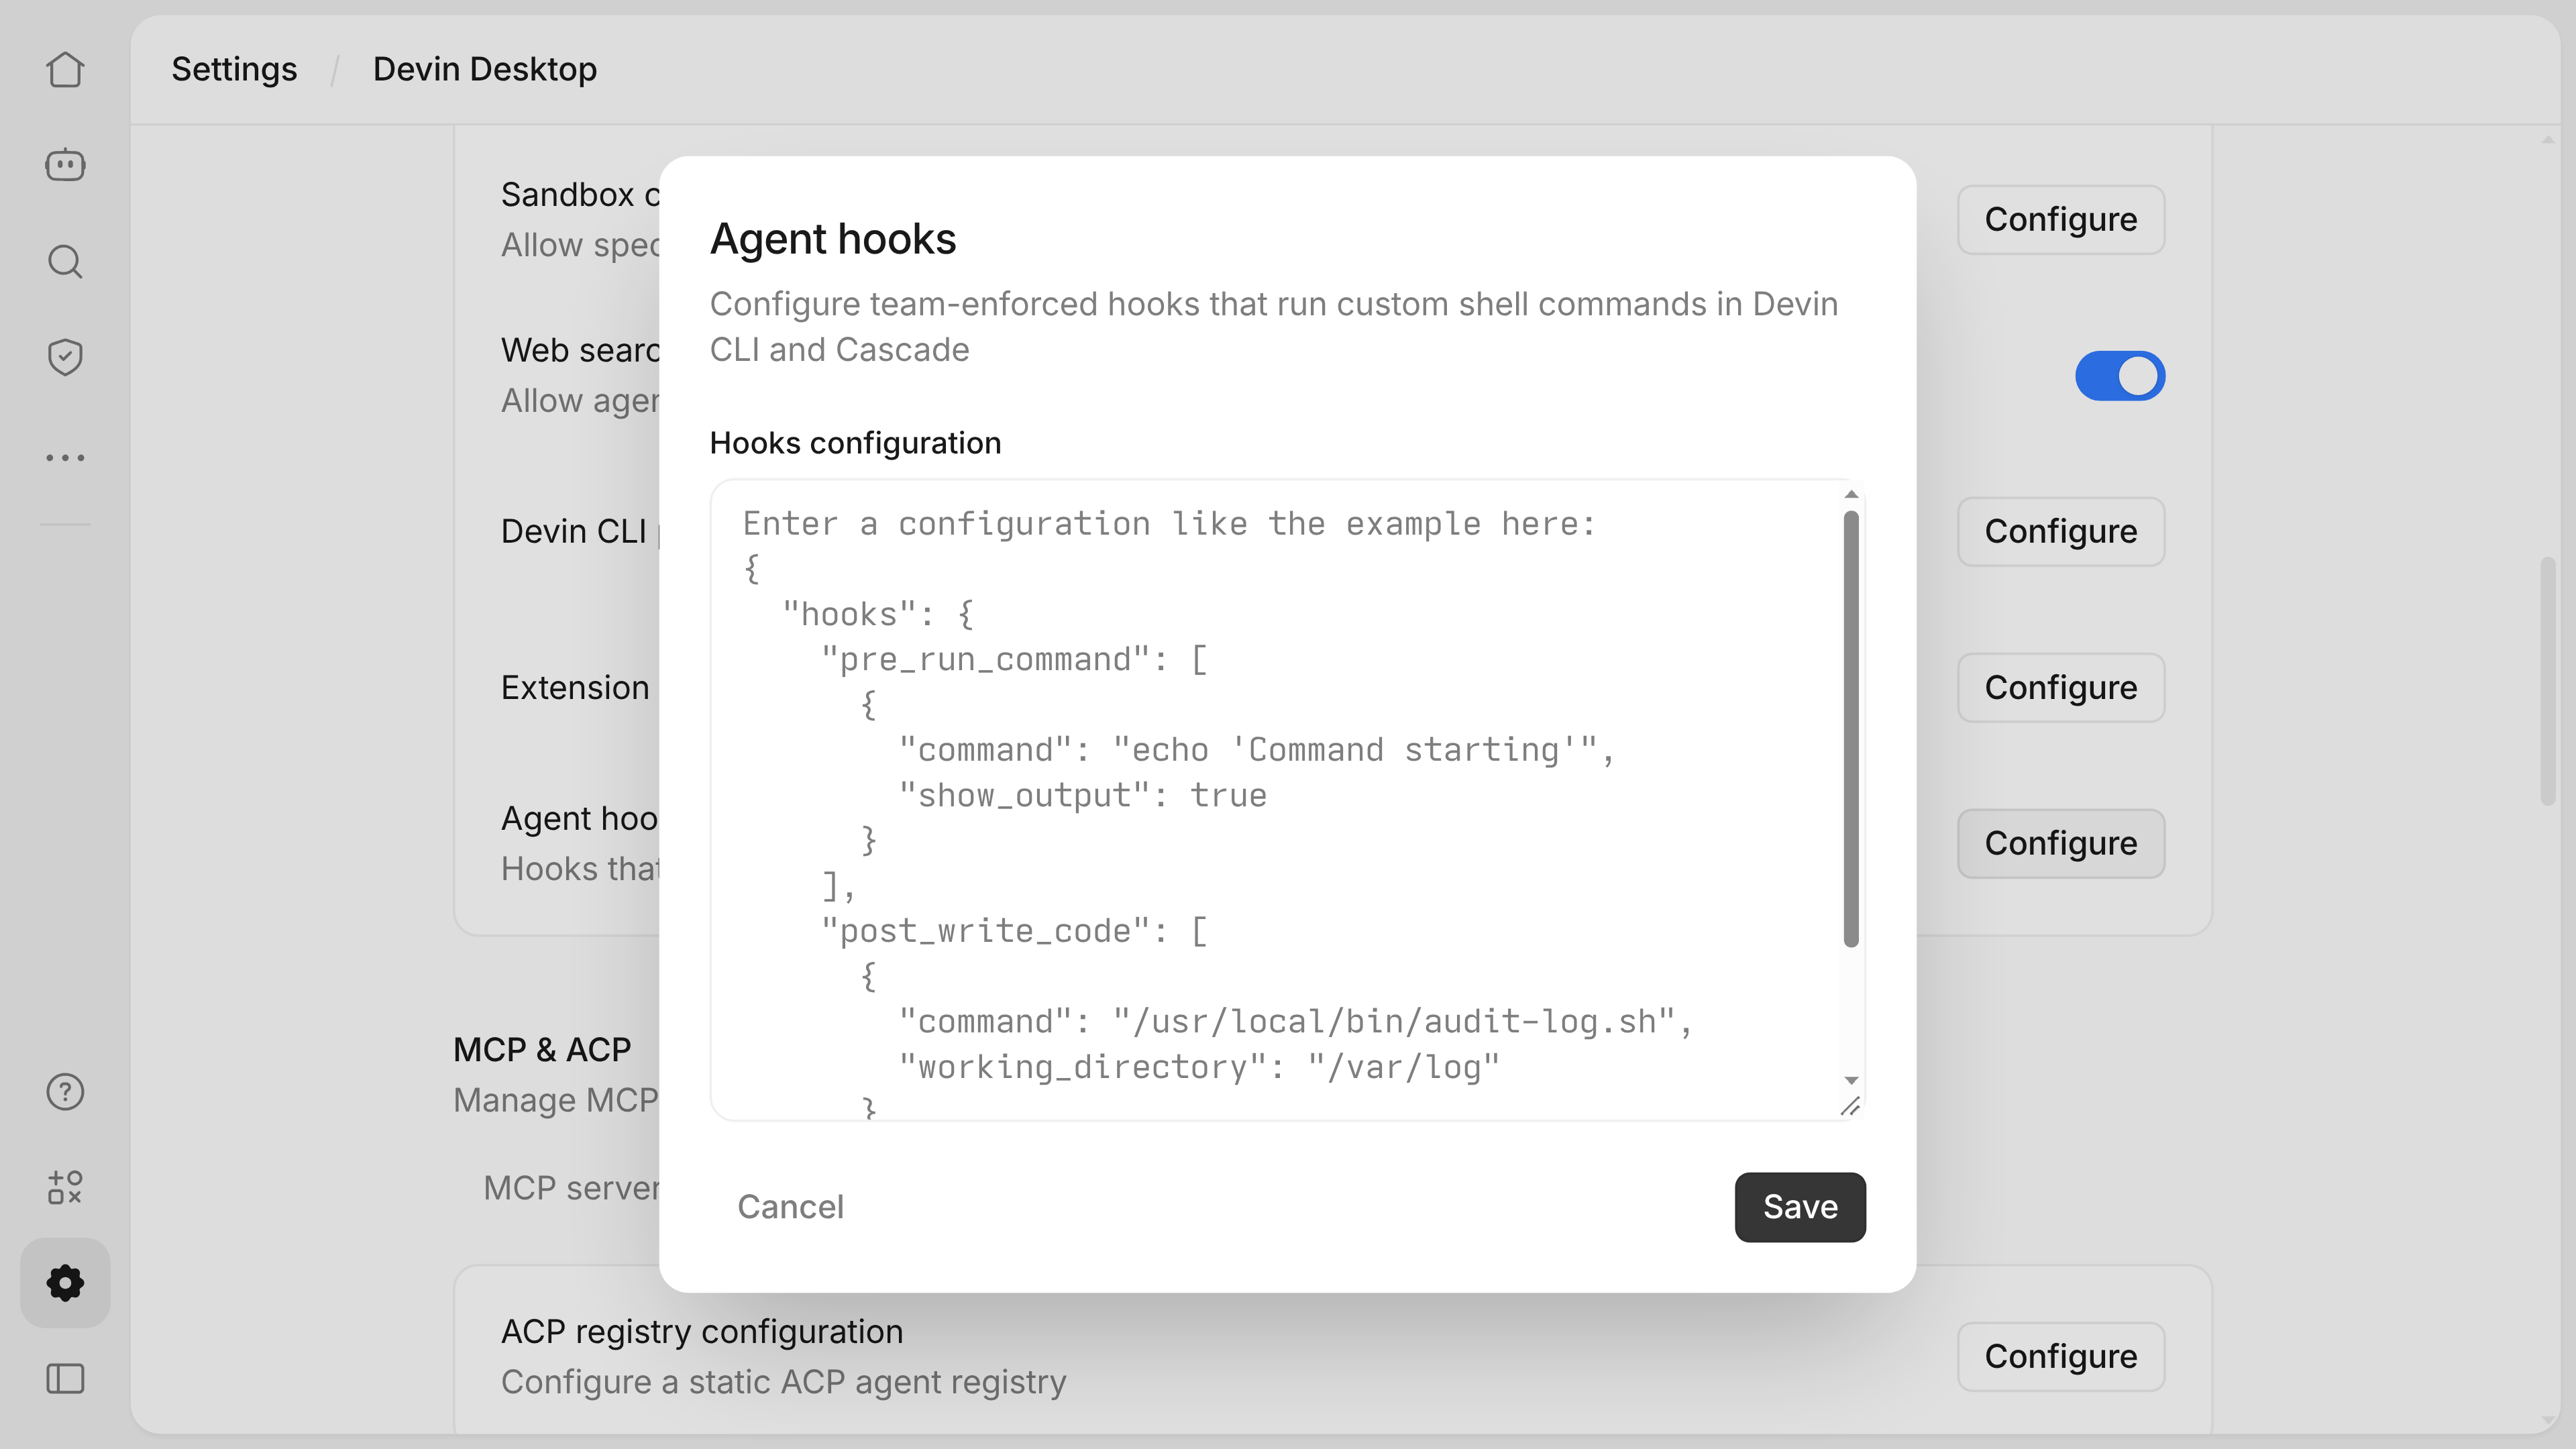 Settings / Devin Desktop
Sandbox c
Allow spec
Configure
Web searc
Allow ager
Devin CLI
Configure
Extension
Configure
Agent hoo
Hooks that
Configure
MCP & ACP
Manage MCP
MCP server
ACP registry configuration
Configure a static ACP agent registry
Configure
Agent hooks
Configure team-enforced hooks that run custom shell commands in Devin
CLI and Cascade
Hooks configuration
Enter a configuration like the example here:
{
  "hooks": {
    "pre_run_command": [
      {
        "command": "echo 'Command starting'",
        "show_output": true
      }
    ],
    "post_write_code": [
      {
        "command": "/usr/local/bin/audit-log.sh",
        "working_directory": "/var/log"
      }
Cancel
Save